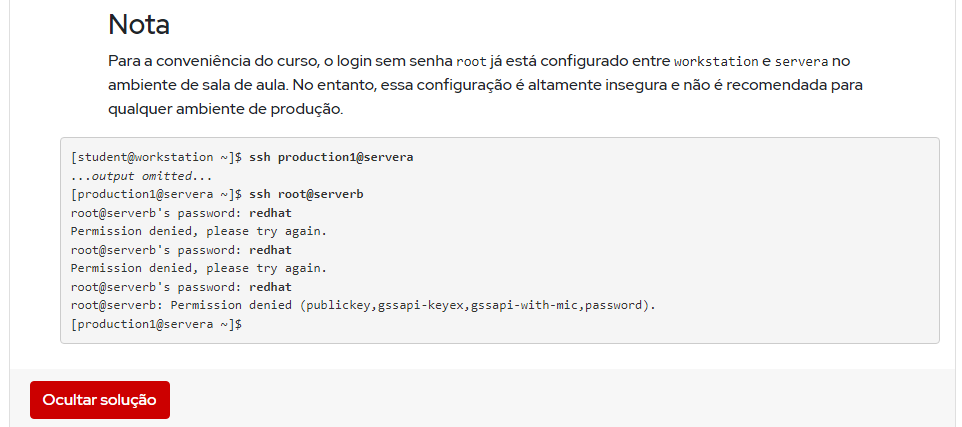 Nota
Para a conveniência do curso, o login sem senha root já está configurado entre workstation e servera no
ambiente de sala de aula. No entanto, essa configuração é altamente insegura e não é recomendada para
qualquer ambiente de produção.
[student@workstation ~]$ ssh production1@servera
...output omitted...
[production1@servera ~]$ ssh root@serverb
root@serverb's password: redhat
Permission denied, please try again.
root@serverb's password: redhat
Permission denied, please try again.
root@serverb's password: redhat
root@serverb: Permission denied (publickey,gssapi-keyex,gssapi-with-mic,password).
[production1@servera ~]$
Ocultar solução